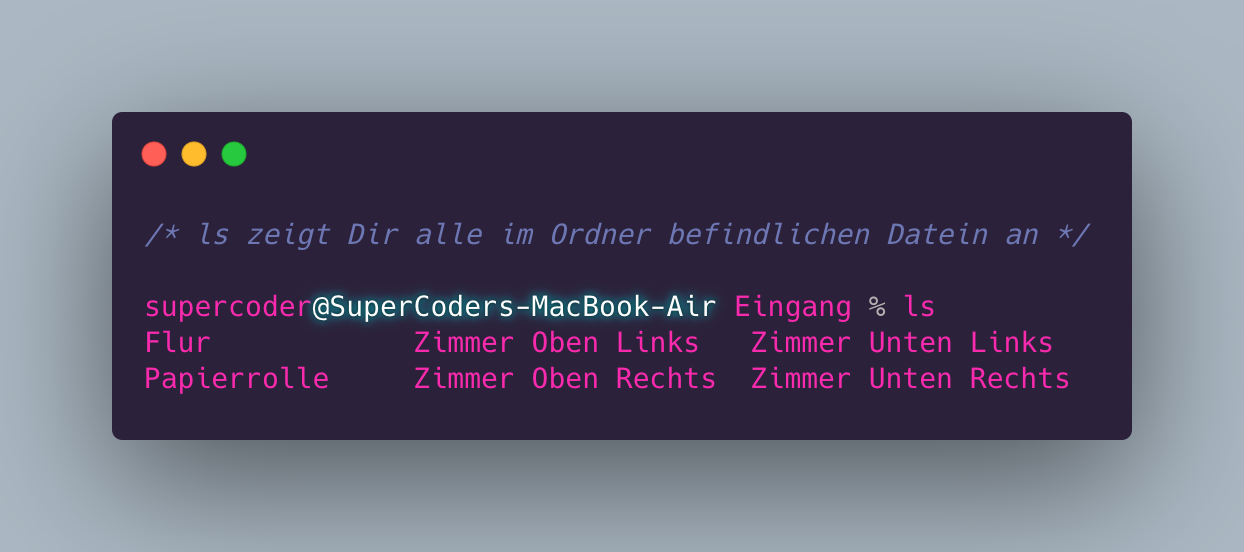 /* ls zeigt Dir alle im Ordner befindlichen Datein an */
supercoder@SuperCoders-MacBook-Air Eingang % ls
Flur Zimmer Oben Links Zimmer Unten Links
Papierrolle Zimmer Oben Rechts Zimmer Unten Rechts